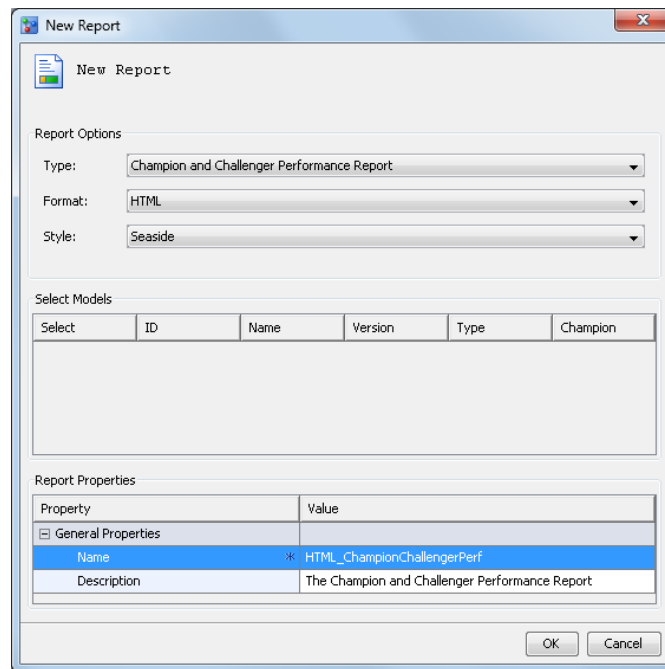 New Report
New Report
Report Options
Type: Champion and Challenger Performance Report
Format: HTML
Style: Seaside
Select Models
Select ID Name Version Type Champion
Report Properties
Property Value
General Properties
Name * HTML_ChampionChallengerPerf
Description The Champion and Challenger Performance Report
OK Cancel